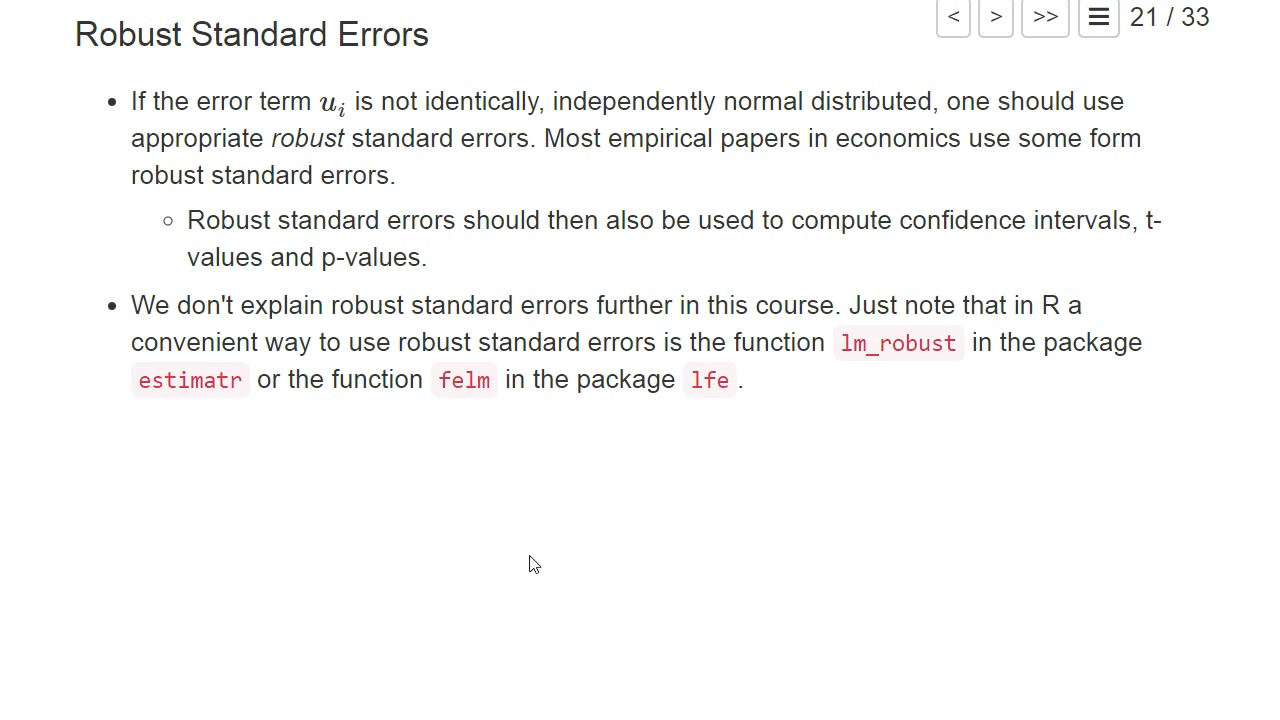 Robust Standard Errors
< > >> ☰ 21 / 33
• If the error term uᵢ is not identically, independently normal distributed, one should use
appropriate robust standard errors. Most empirical papers in economics use some form
robust standard errors.
◦ Robust standard errors should then also be used to compute confidence intervals, t-
values and p-values.
• We don't explain robust standard errors further in this course. Just note that in R a
convenient way to use robust standard errors is the function lm_robust in the package
estimatr or the function felm in the package lfe.